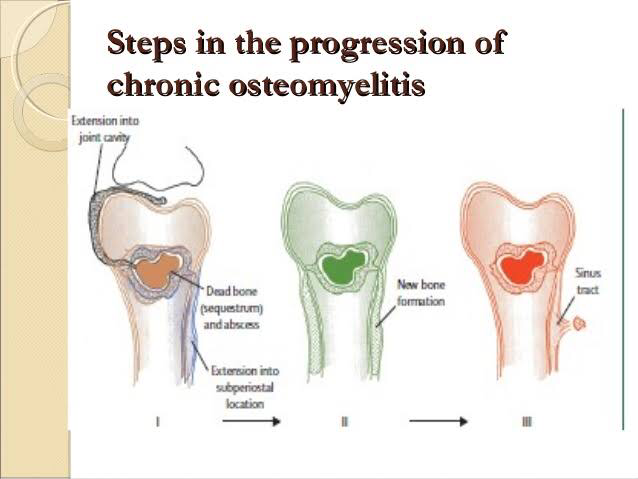 Steps in the progression of
chronic osteomyelitis
Extension into
joint cavity
Dead bone
(sequestrum)
and abscess
Extension into
subperiostal
location
New bone
formation
Sinus
tract
I
II
III